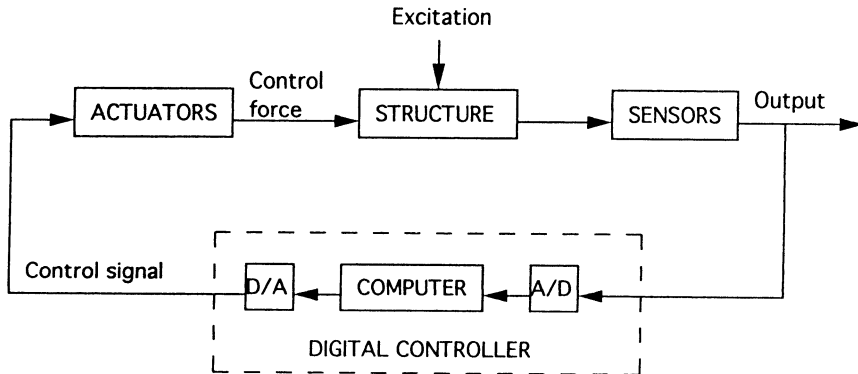 Excitation
Control
force
ACTUATORS
STRUCTURE
SENSORS
Output
Control signal
D/A
COMPUTER
A/D
DIGITAL CONTROLLER